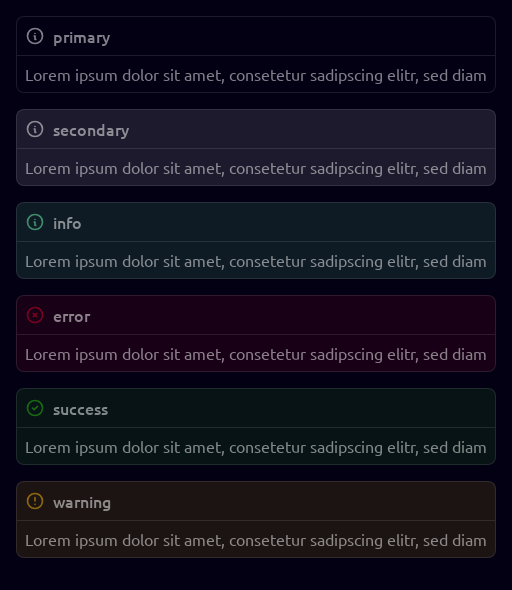 primary
Lorem ipsum dolor sit amet, consetetur sadipscing elitr, sed diam
secondary
Lorem ipsum dolor sit amet, consetetur sadipscing elitr, sed diam
info
Lorem ipsum dolor sit amet, consetetur sadipscing elitr, sed diam
error
Lorem ipsum dolor sit amet, consetetur sadipscing elitr, sed diam
success
Lorem ipsum dolor sit amet, consetetur sadipscing elitr, sed diam
warning
Lorem ipsum dolor sit amet, consetetur sadipscing elitr, sed diam